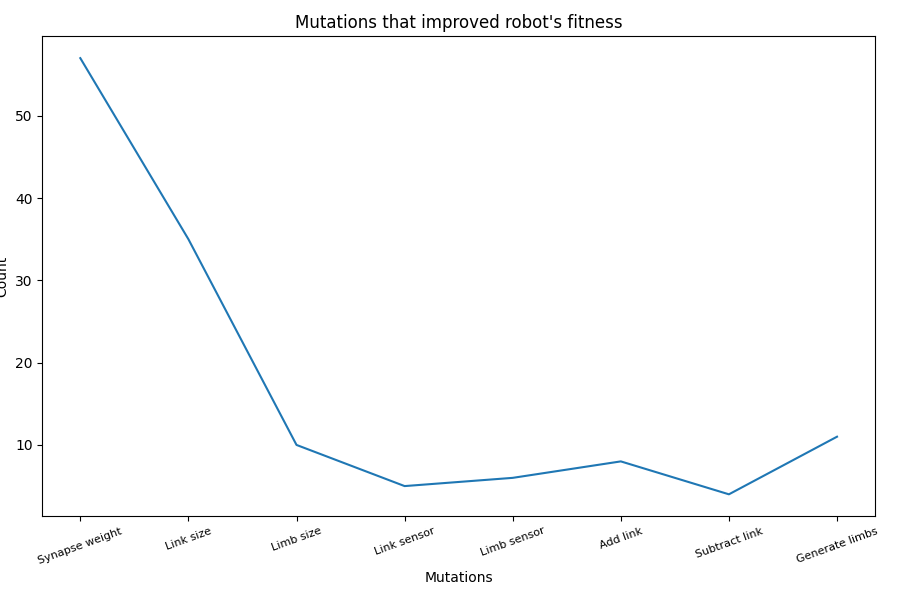 Mutations that improved robot's fitness
Count
50
40
30
20
10
Synapse weight
Link size
Limb size
Link sensor
Limb sensor
Add link
Subtract link
Generate limbs
Mutations